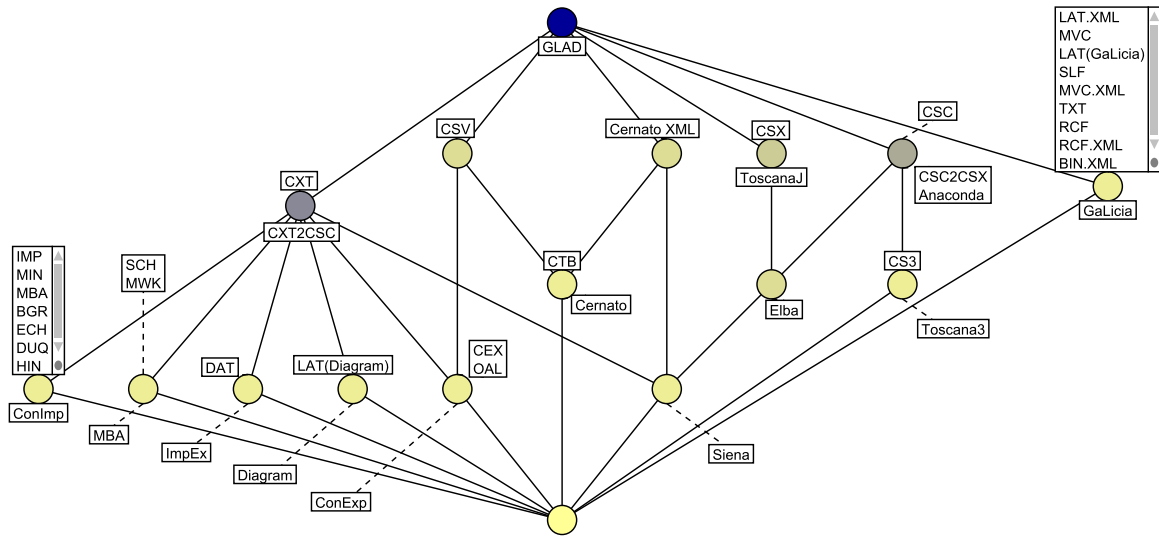 GLAD
LAT.XML
MVC
LAT(GaLicia)
SLF
MVC.XML
TXT
RCF
RCF.XML
BIN.XML
CSC
CSV
Cernato XML
CSX
ToscanaJ
CSC2CSX
Anaconda
CXT
CXT2CSC
GaLicia
IMP
MIN
MBA
BGR
ECH
DUQ
HIN
SCH
MWK
CTB
Cernato
CS3
Elba
Toscana3
DAT
LAT(Diagram)
CEX
OAL
ConImp
MBA
ImpEx
Diagram
ConExp
Siena